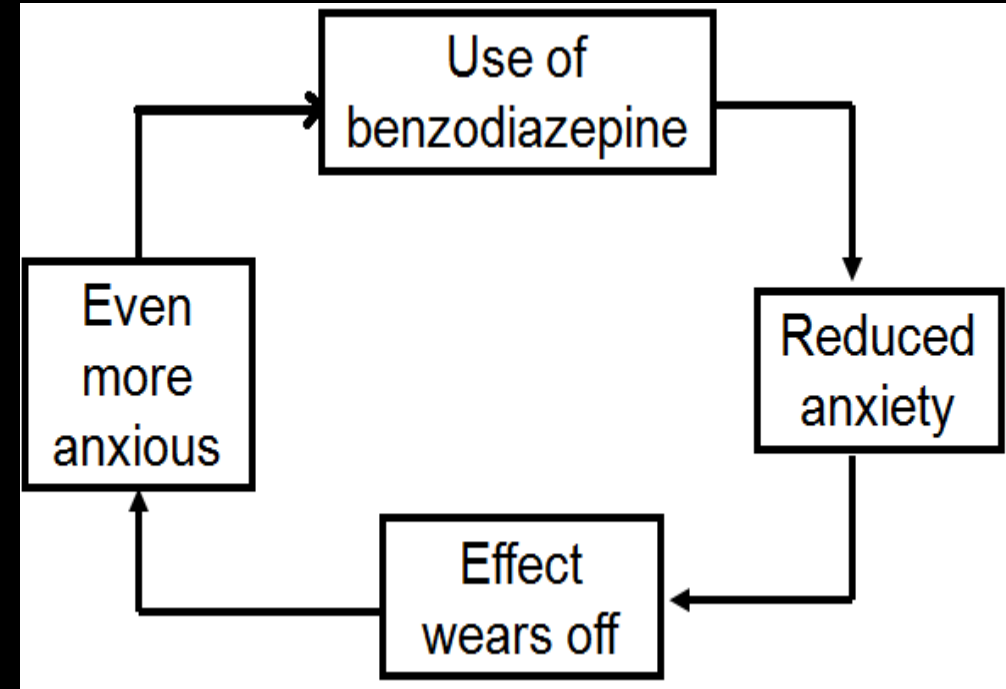 Use of
benzodiazepine
Reduced
anxiety
Effect
wears off
Even
more
anxious